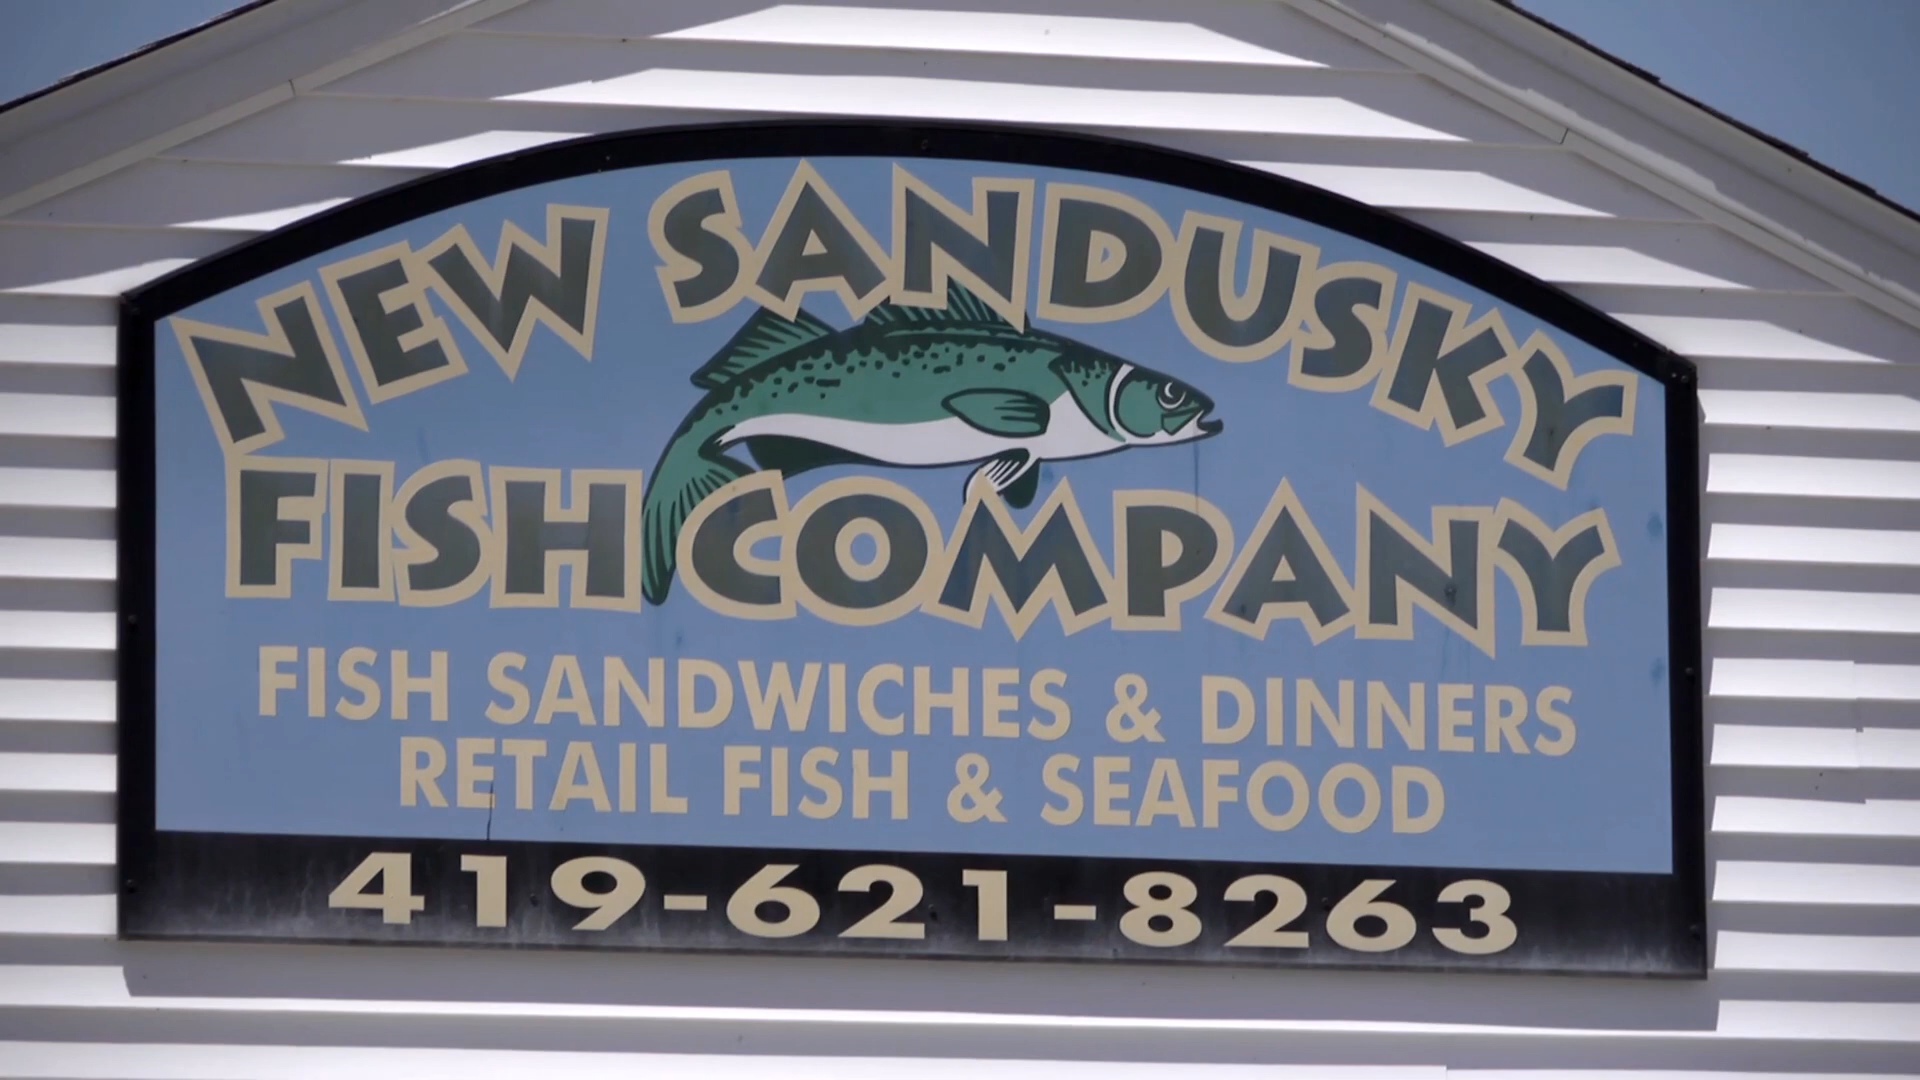 NEW SANDUSKY
FISH COMPANY
FISH SANDWICHES & DINNERS
RETAIL FISH & SEAFOOD
419-621-8263